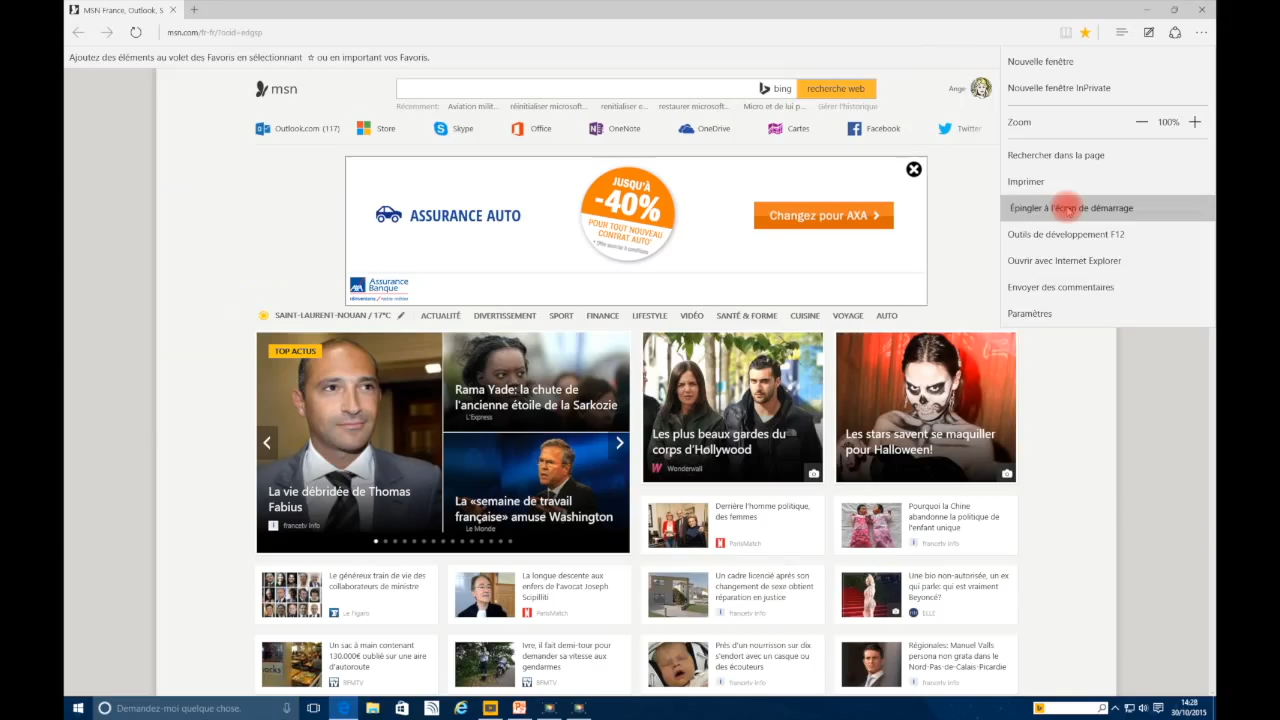 MSN France, Outlook, S
msn.com/fr-fr/?ocid=edgsp
Ajoutez des éléments au volet des Favoris en sélectionnant ☆ ou en important vos Favoris.
msn
bing
recherche web
Ange
Récemment:
Aviation milit...
réinitialiser microsoft...
renitialiser e...
restaurer microsoft...
Micro et de lui p...
Gérer l'historique
Outlook.com (117)
Store
Skype
Office
OneNote
OneDrive
Cartes
Facebook
Twitter
Nouvelle fenêtre
Nouvelle fenêtre InPrivate
Zoom
100%
Rechercher dans la page
Imprimer
Épingler à l'écran de démarrage
Outils de développement F12
Ouvrir avec Internet Explorer
Envoyer des commentaires
Paramètres
ASSURANCE AUTO
JUSQU'À
-40%
POUR TOUT NOUVEAU
CONTRAT AUTO*
* Offre soumise à conditions
Changez pour AXA
AXA
Assurance
Banque
réinventons / notre métier
SAINT-LAURENT-NOUAN / 17°C
ACTUALITÉ
DIVERTISSEMENT
SPORT
FINANCE
LIFESTYLE
VIDÉO
SANTÉ & FORME
CUISINE
VOYAGE
AUTO
TOP ACTUS
La vie débridée de Thomas
Fabius
francetv info
Rama Yade: la chute de
l'ancienne étoile de la Sarkozie
L'Express
La «semaine de travail
française» amuse Washington
Le Monde
Les plus beaux gardes du
corps d'Hollywood
Wonderwall
Les stars savent se maquiller
pour Halloween!
Derrière l'homme politique,
des femmes
ParisMatch
Pourquoi la Chine
abandonne la politique de
l'enfant unique
francetv info
Le généreux train de vie des
collaborateurs de ministre
Le Figaro
La longue descente aux
enfers de l'avocat Joseph
Scipilliti
ParisMatch
Un cadre licencié après son
changement de sexe obtient
réparation en justice
francetv info
Une bio non-autorisée, un ex
qui parle: qui est vraiment
Beyoncé?
ELLE
Un sac à main contenant
130.000€ oublié sur une aire
d'autoroute
BFMTV
Ivre, il fait demi-tour pour
demander sa vitesse aux
gendarmes
BFMTV
Près d'un nourrisson sur dix
s'endort avec un casque ou
des écouteurs
francetv info
Régionales: Manuel Valls
persona non grata dans le
Nord-Pas-de-Calais-Picardie
francetv info
Demandez-moi quelque chose.
14:28
30/10/2015